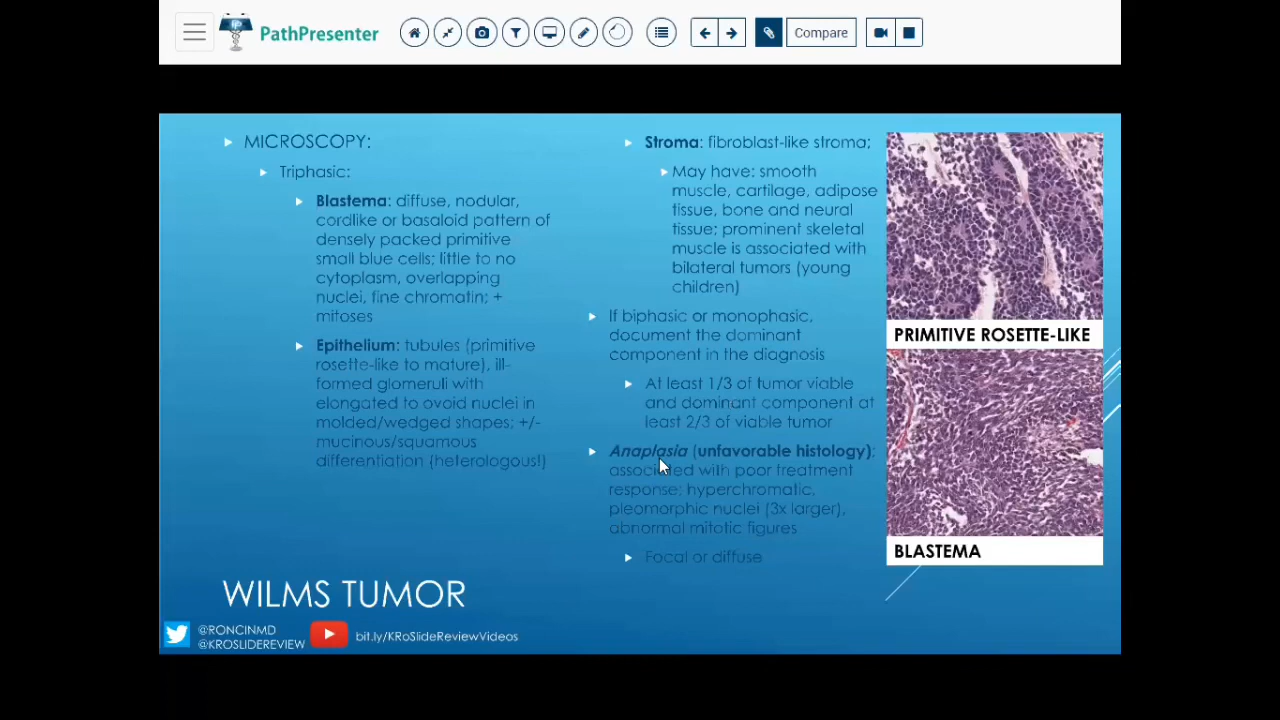 PathPresenter
Compare
MICROSCOPY:
Triphasic:
Blastema: diffuse, nodular,
cordlike or basaloid pattern of
densely packed primitive
small blue cells; little to no
cytoplasm, overlapping
nuclei, fine chromatin; +
mitoses
Epithelium: tubules (primitive
rosette-like to mature), ill-
formed glomeruli with
elongated to ovoid nuclei in
molded/wedged shapes; +/-
mucinous/squamous
differentiation (heterologous!)
Stroma: fibroblast-like stroma;
May have: smooth
muscle, cartilage, adipose
tissue, bone and neural
tissue; prominent skeletal
muscle is associated with
bilateral tumors (young
children)
If biphasic or monophasic,
document the dominant
component in the diagnosis
At least 1/3 of tumor viable
and dominant component at
least 2/3 of viable tumor
Anaplasia (unfavorable histology):
associated with poor treatment
response; hyperchromatic,
pleomorphic nuclei (3x larger),
abnormal mitotic figures
Focal or diffuse
PRIMITIVE ROSETTE-LIKE
BLASTEMA
WILMS TUMOR
@RONCINMD
@KROSLIDEREVIEW
bit.ly/KRoSlideReviewVideos